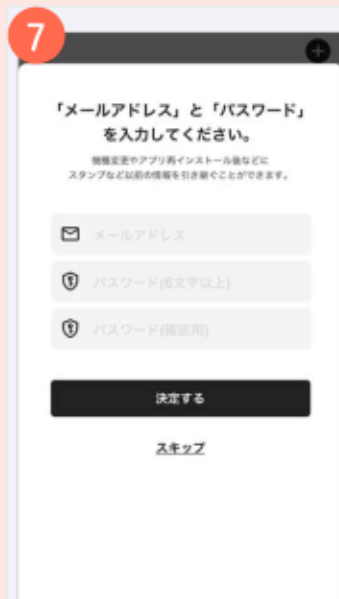 7
「メールアドレス」と「パスワード」
を入力してください。
機種変更やアプリ再インストール後などに
スタンプなど以前の情報を引き継ぐことができます。
メールアドレス
パスワード(6文字以上)
パスワード(確認用)
決定する
スキップ